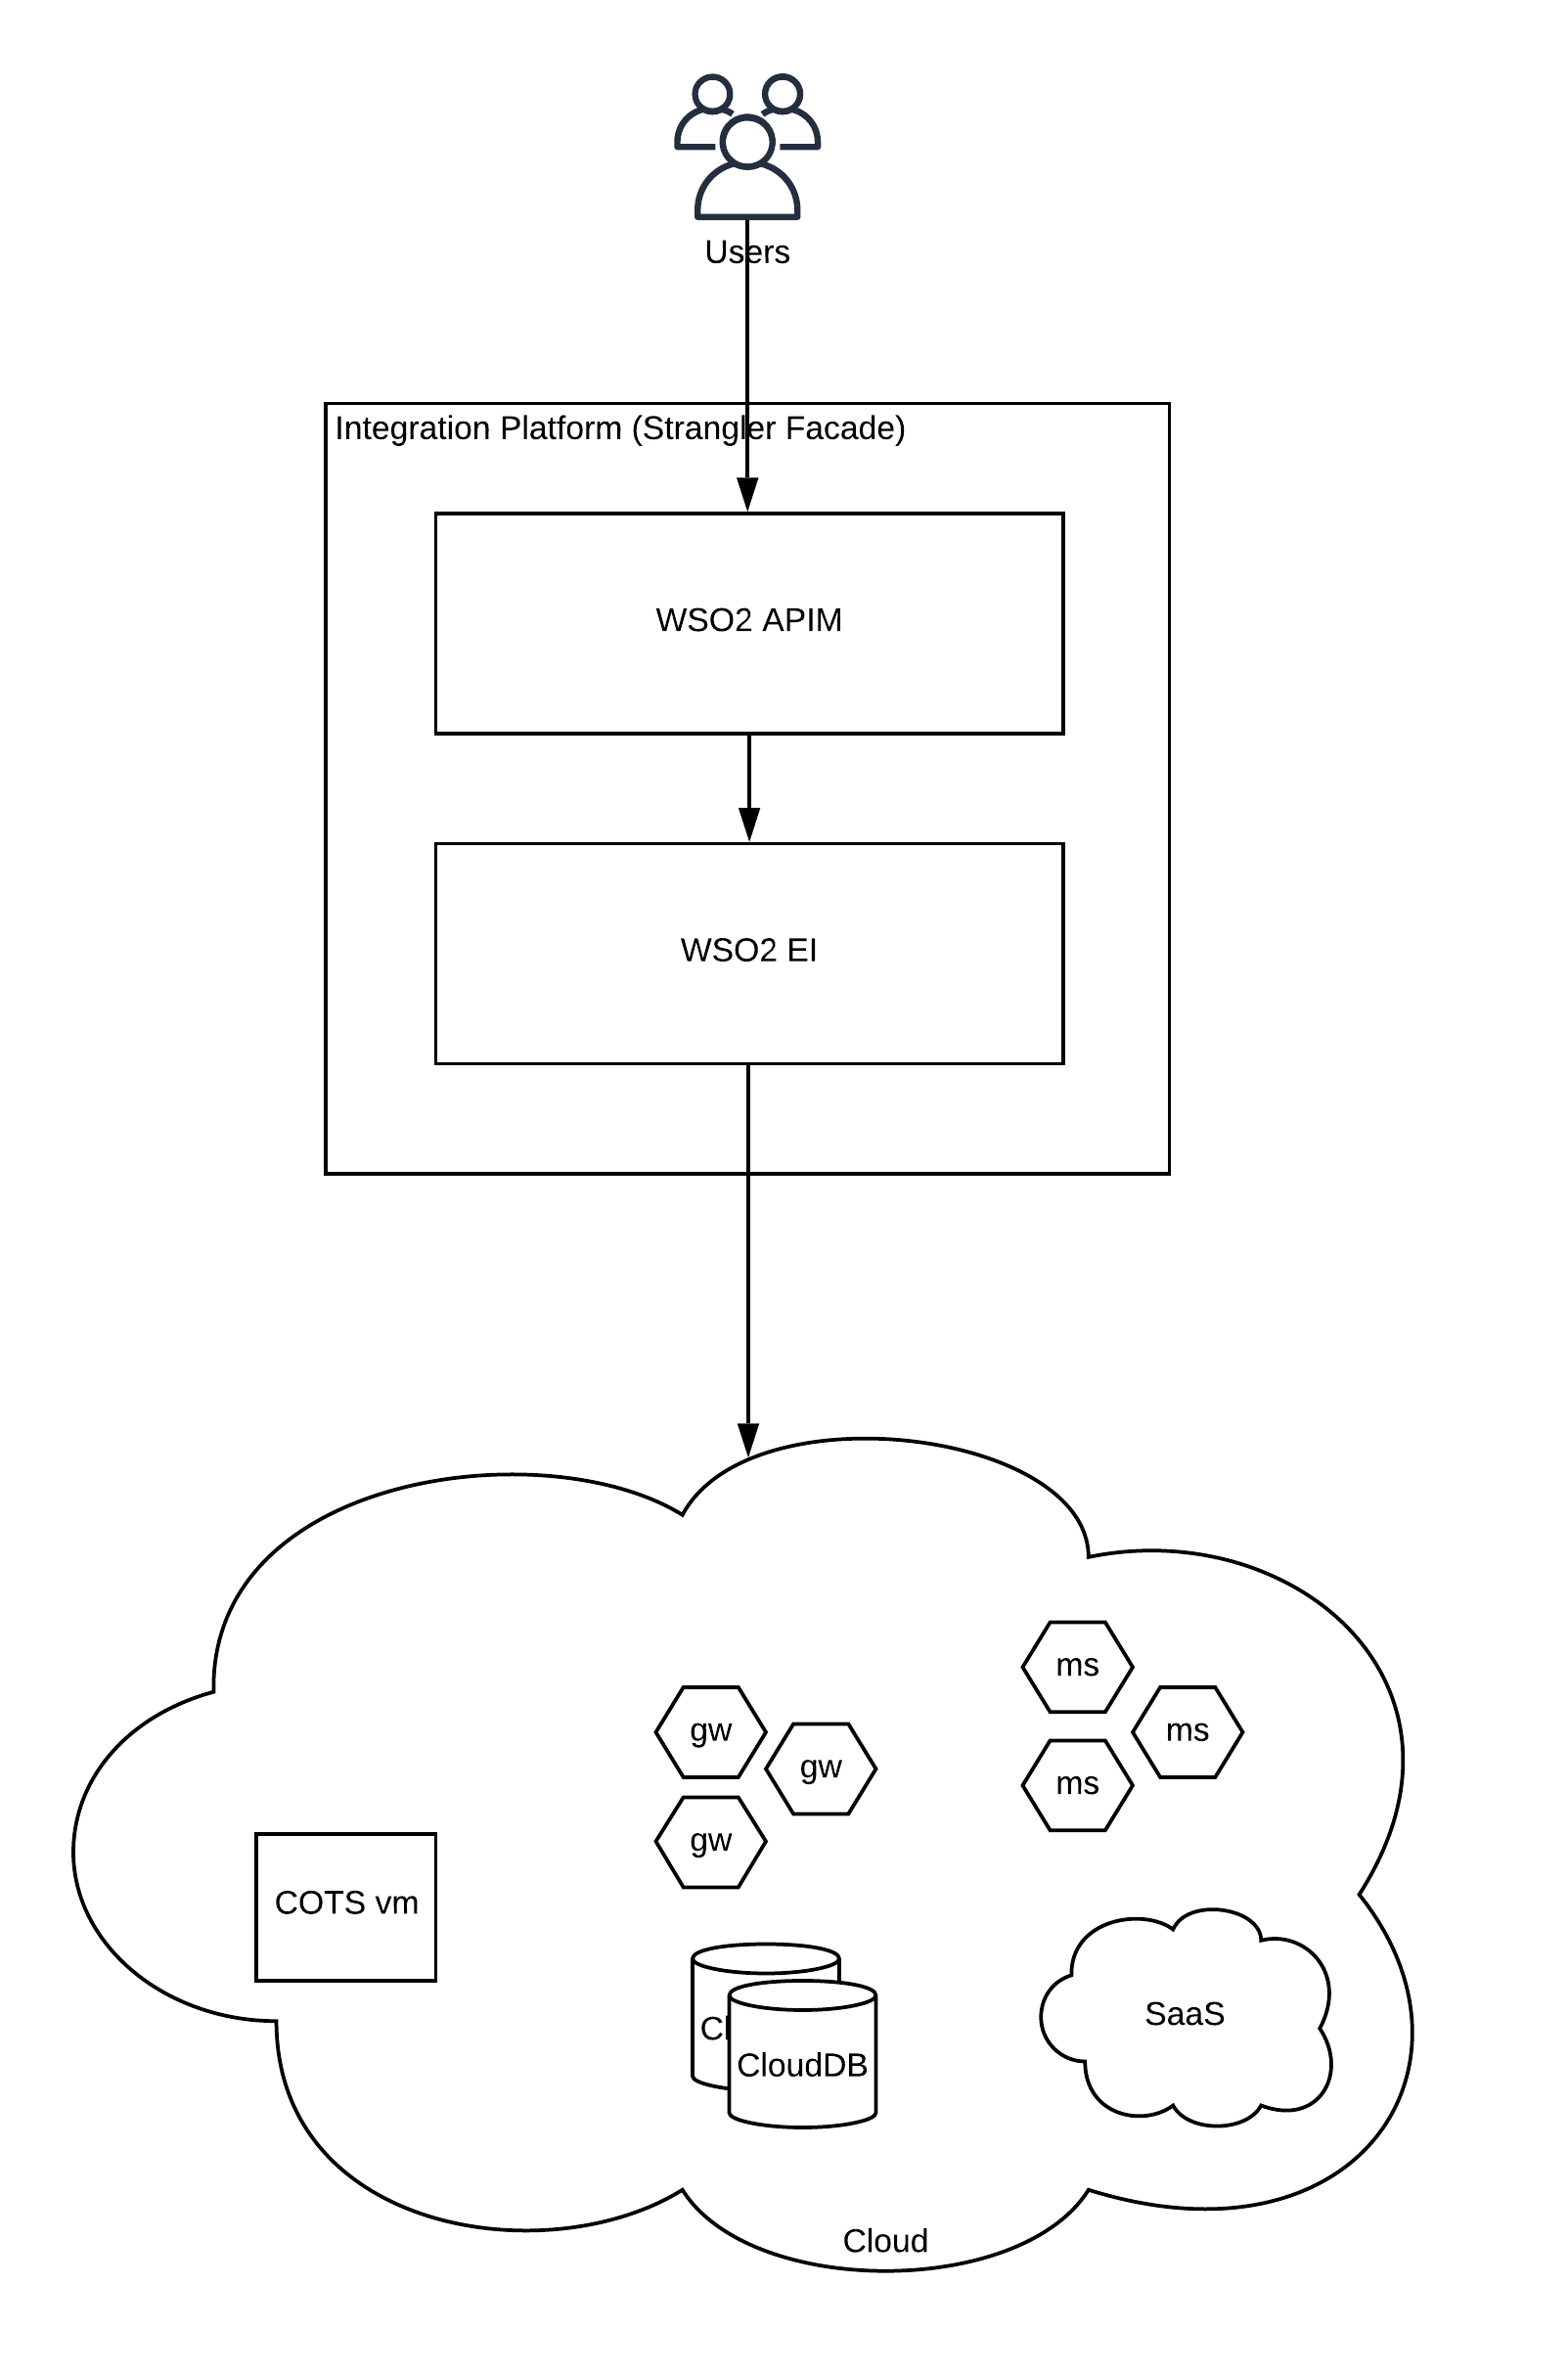 Users
Integration Platform (Strangler Facade)
WSO2 APIM
WSO2 EI
ms
gw
ms
gw
ms
gw
COTS vm
SaaS
CloudDB
Cloud